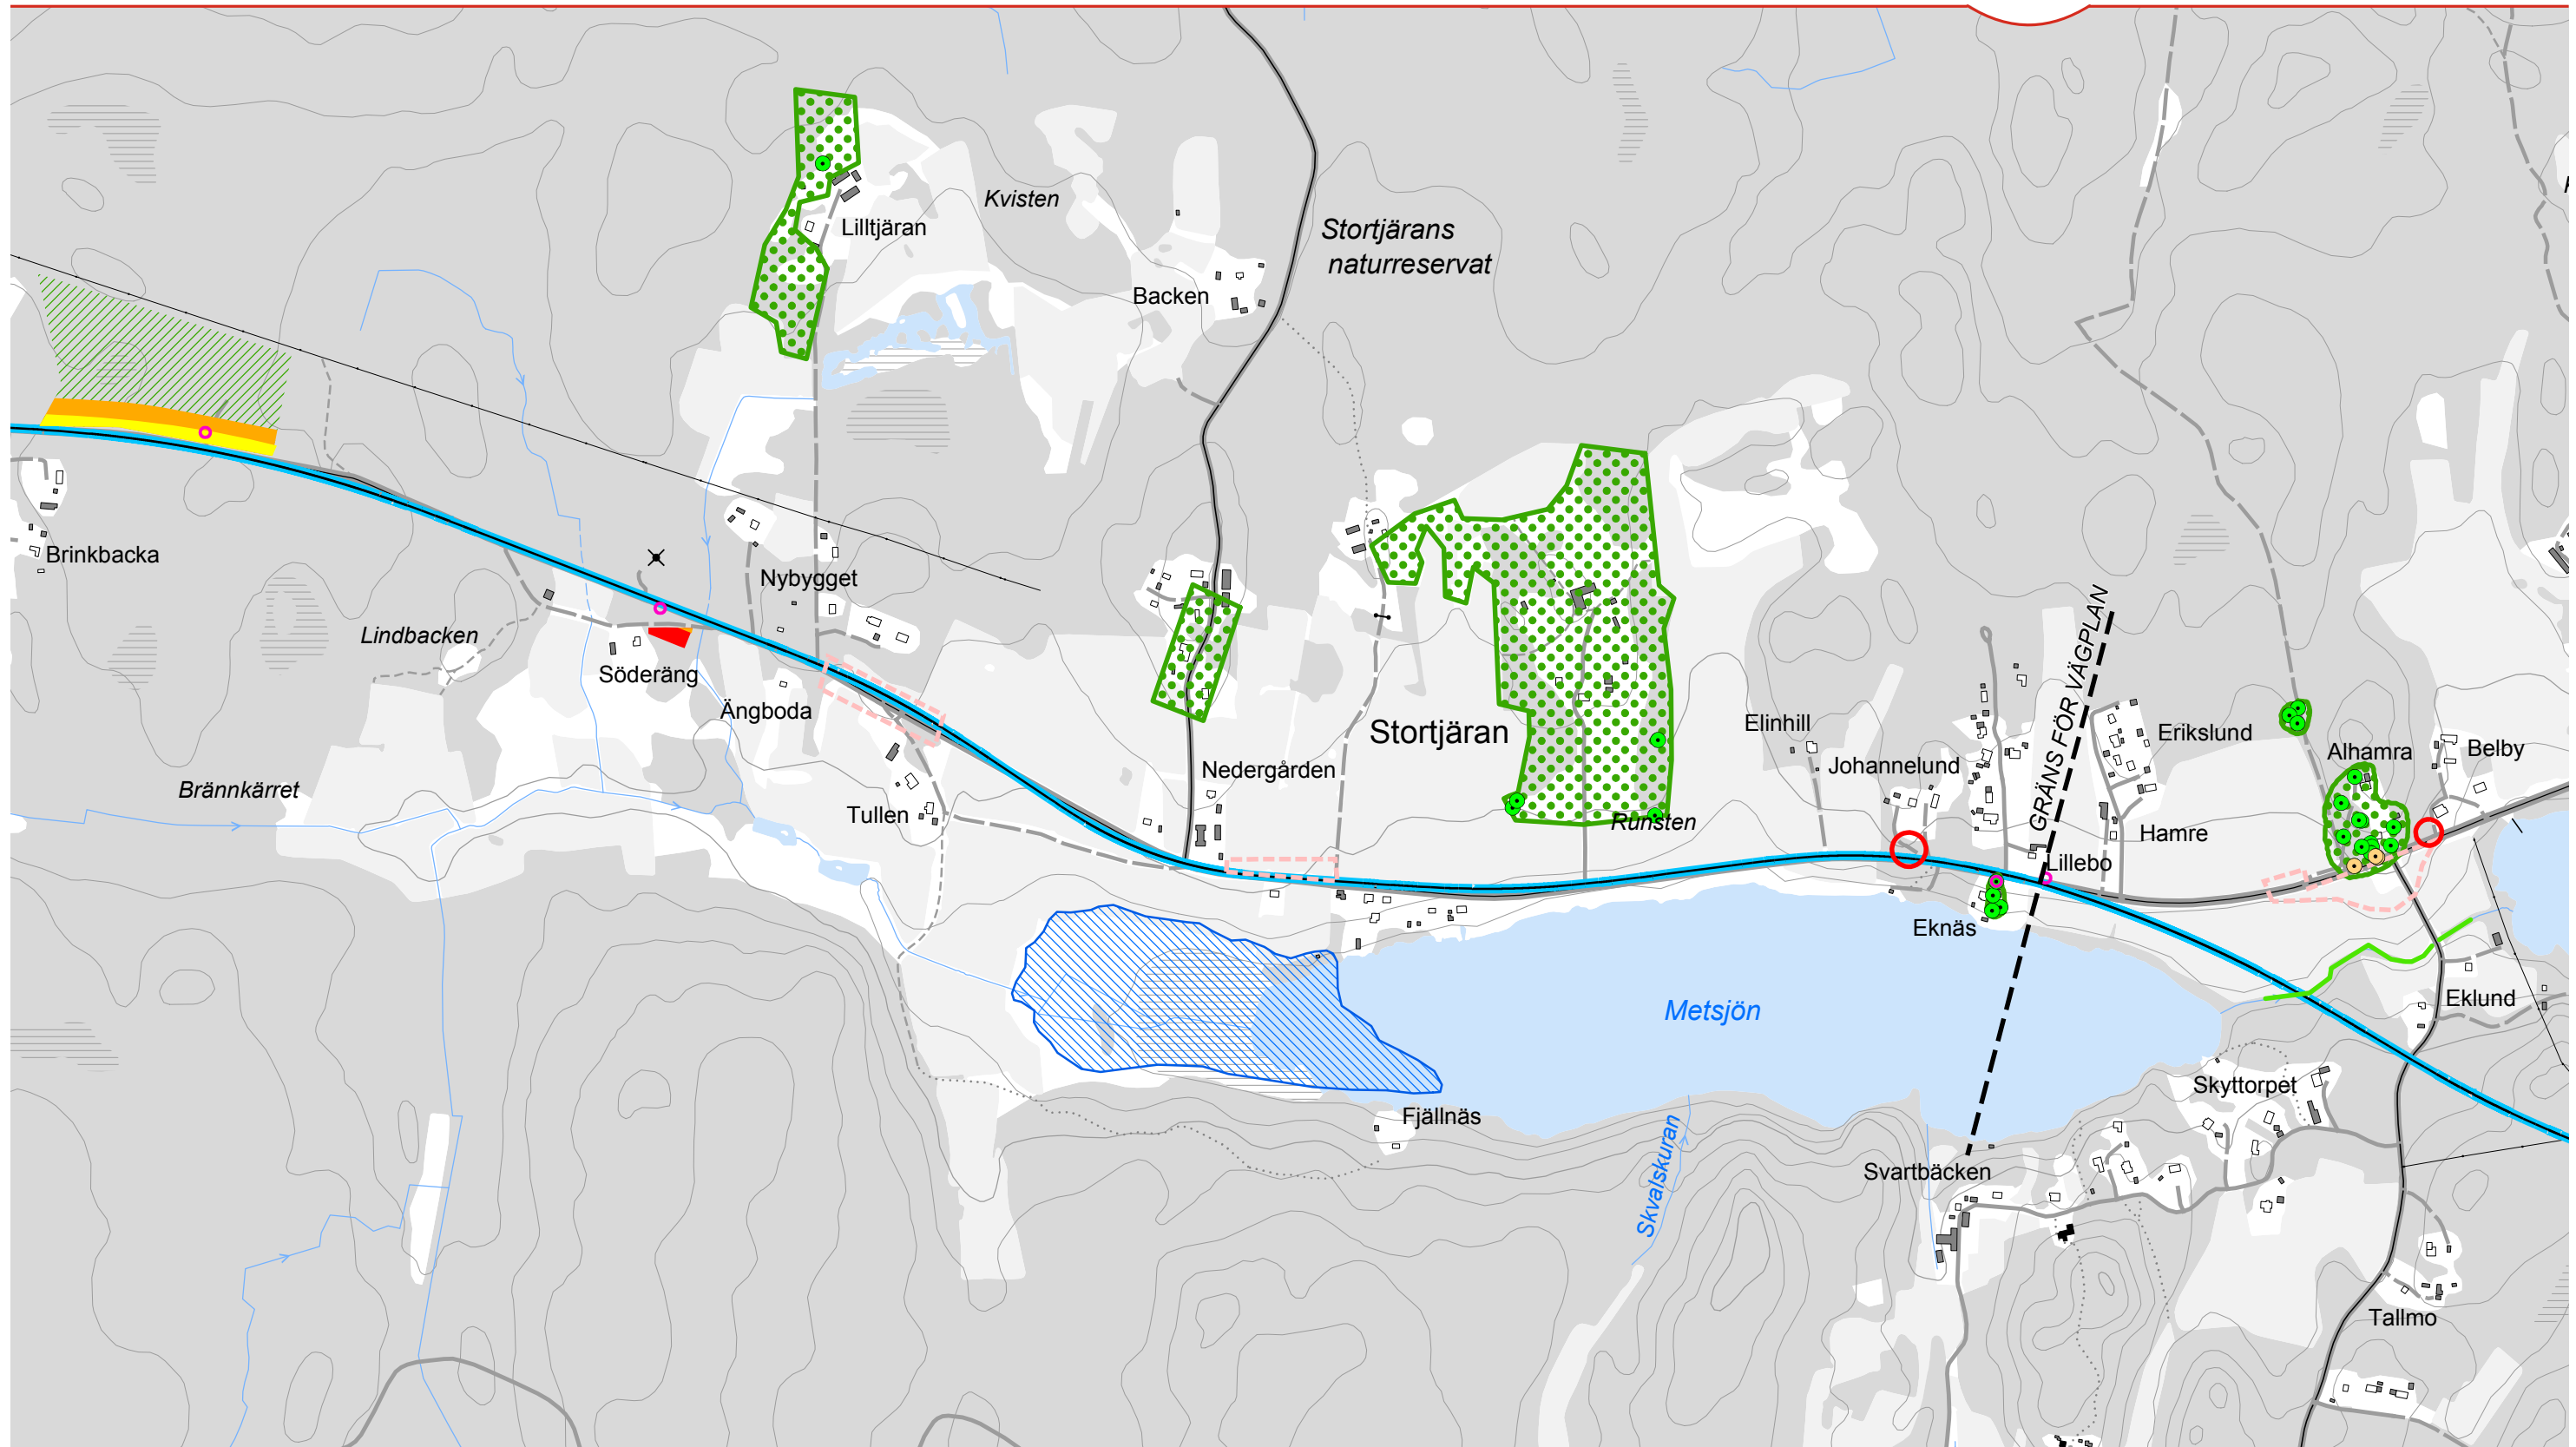 Kvisten
Lilltjäran
Stortjärans
naturreservat
Backen
Brinkbacka
Nybygget
Lindbacken
Söderäng
Ängboda
Stortjäran
Elinhill
GRÄNS FÖR VÄGPLAN
Erikslund
Alhamra
Belby
Nedergården
Johannelund
Brännkärret
Tullen
Runsten
Hamre
Lillebo
Eknäs
Metsjön
Eklund
Skyttorpet
Fjällnäs
Skvalskuran
Svartbäcken
Tallmo